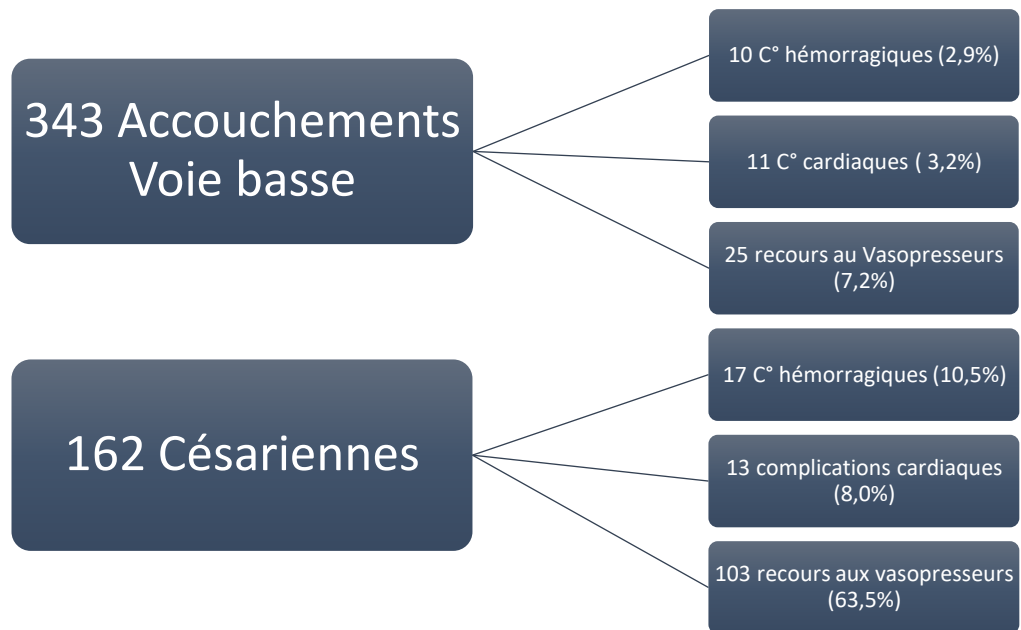 343 Accouchements
Voie basse
10 C° hémorragiques (2,9%)
11 C° cardiaques ( 3,2%)
25 recours au Vasopresseurs
(7,2%)
162 Césariennes
17 C° hémorragiques (10,5%)
13 complications cardiaques
(8,0%)
103 recours aux vasopresseurs
(63,5%)